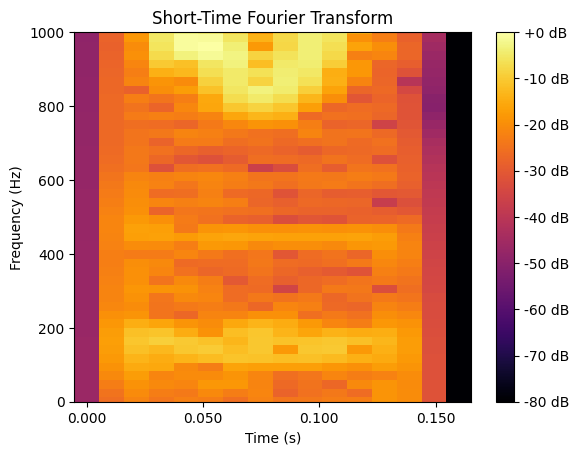 Short-Time Fourier Transform
1000
800
600
400
200
0
Frequency (Hz)
0.000
0.050
0.100
0.150
Time (s)
+0 dB
-10 dB
-20 dB
-30 dB
-40 dB
-50 dB
-60 dB
-70 dB
-80 dB